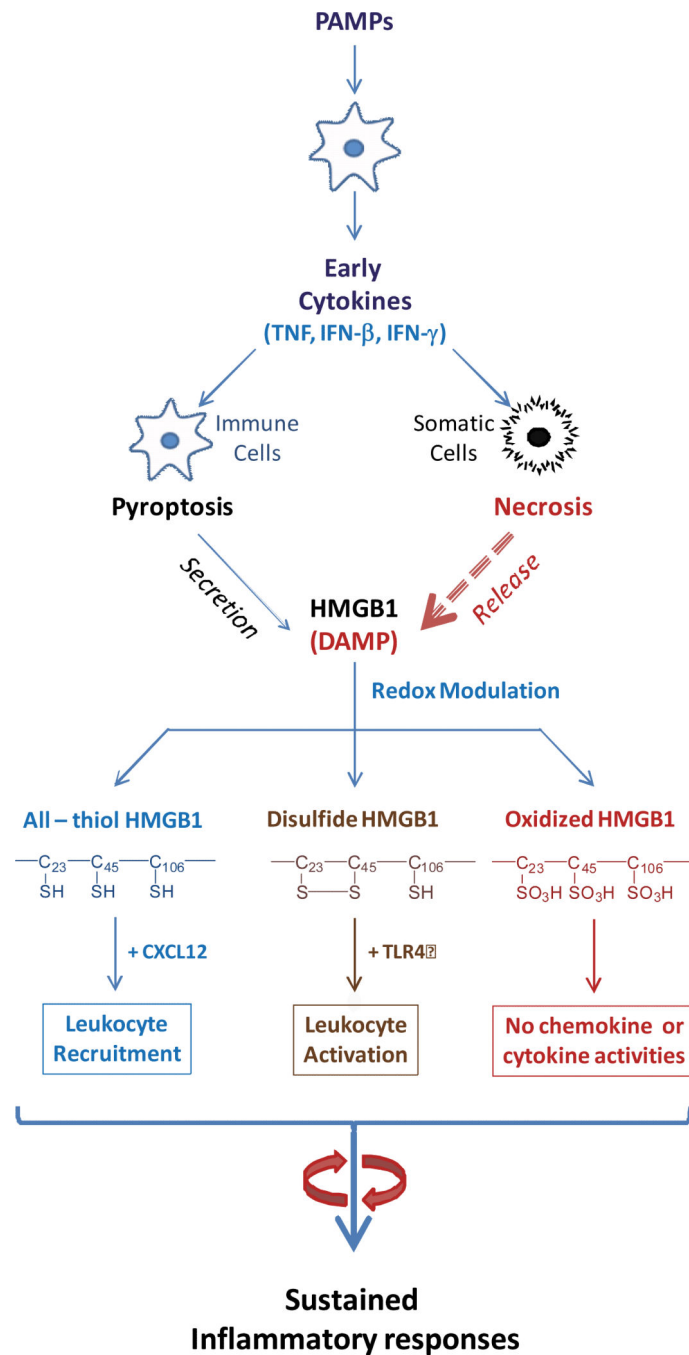 PAMPs
Early
Cytokines
(TNF, IFN-β, IFN-γ)
Immune
Cells
Somatic
Cells
Pyroptosis
Necrosis
Secretion
Release
HMGB1
(DAMP)
Redox Modulation
All – thiol HMGB1
Disulfide HMGB1
Oxidized HMGB1
C23 C45 C106
SH SH SH
C23 C45 C106
S S SH
C23 C45 C106
SO3H SO3H SO3H
+ CXCL12
+ TLR4
Leukocyte
Recruitment
Leukocyte
Activation
No chemokine or
cytokine activities
Sustained
Inflammatory responses